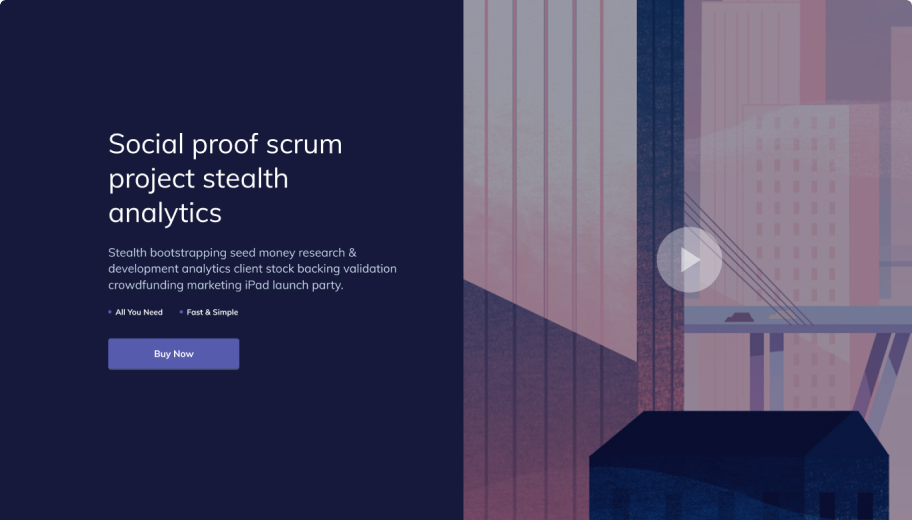 Social proof scrum
project stealth
analytics
Stealth bootstrapping seed money research &
development analytics client stock backing validation
crowdfunding marketing iPad launch party.
All You Need Fast & Simple
Buy Now